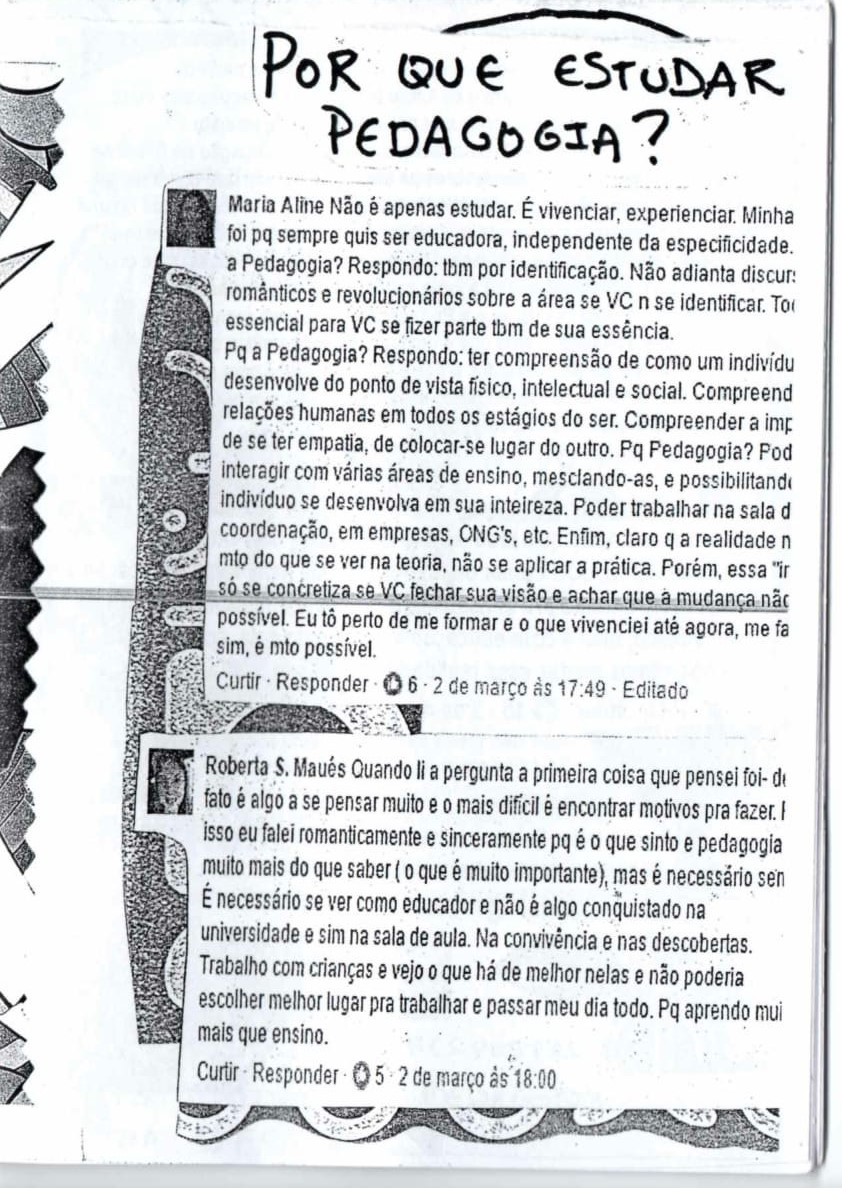 POR QUE ESTUDAR
PEDAGOGIA?
Maria Aline Não é apenas estudar. É vivenciar, experienciar. Minha
foi pq sempre quis ser educadora, independente da especificidade.
a Pedagogia? Respondo: tbm por identificação. Não adianta discur
românticos e revolucionários sobre a área se VC n se identificar. To
essencial para VC se fizer parte tbm de sua essência.
Pq a Pedagogia? Respondo: ter compreensão de como um indivídu
desenvolve do ponto de vista físico, intelectual e social. Compreend
relações humanas em todos os estágios do ser. Compreender a imp
de se ter empatia, de colocar-se lugar do outro. Pq Pedagogia? Pod
interagir com várias áreas de ensino, mesclando-as, e possibilitand
indivíduo se desenvolva em sua inteireza. Poder trabalhar na sala d
coordenação, em empresas, ONG's, etc. Enfim, claro q a realidade n
mto do que se ver na teoria, não se aplicar a prática. Porém, essa "ir
só se concretiza se VC fechar sua visão e achar que a mudança não
possível. Eu tô perto de me formar e o que vivenciei até agora, me fa
sim, é mto possível.
Curtir · Responder · 6 · 2 de março às 17:49 · Editado
Roberta S. Maués Quando li a pergunta a primeira coisa que pensei foi- de
fato é algo a se pensar muito e o mais difícil é encontrar motivos pra fazer.
isso eu falei romanticamente e sinceramente pq é o que sinto e pedagogia
muito mais do que saber ( o que é muito importante), mas é necessário sen
É necessário se ver como educador e não é algo conquistado na
universidade e sim na sala de aula. Na convivência e nas descobertas.
Trabalho com crianças e vejo o que há de melhor nelas e não poderia
escolher melhor lugar pra trabalhar e passar meu dia todo. Pq aprendo mui
mais que ensino.
Curtir · Responder · 5 · 2 de março às 18:00